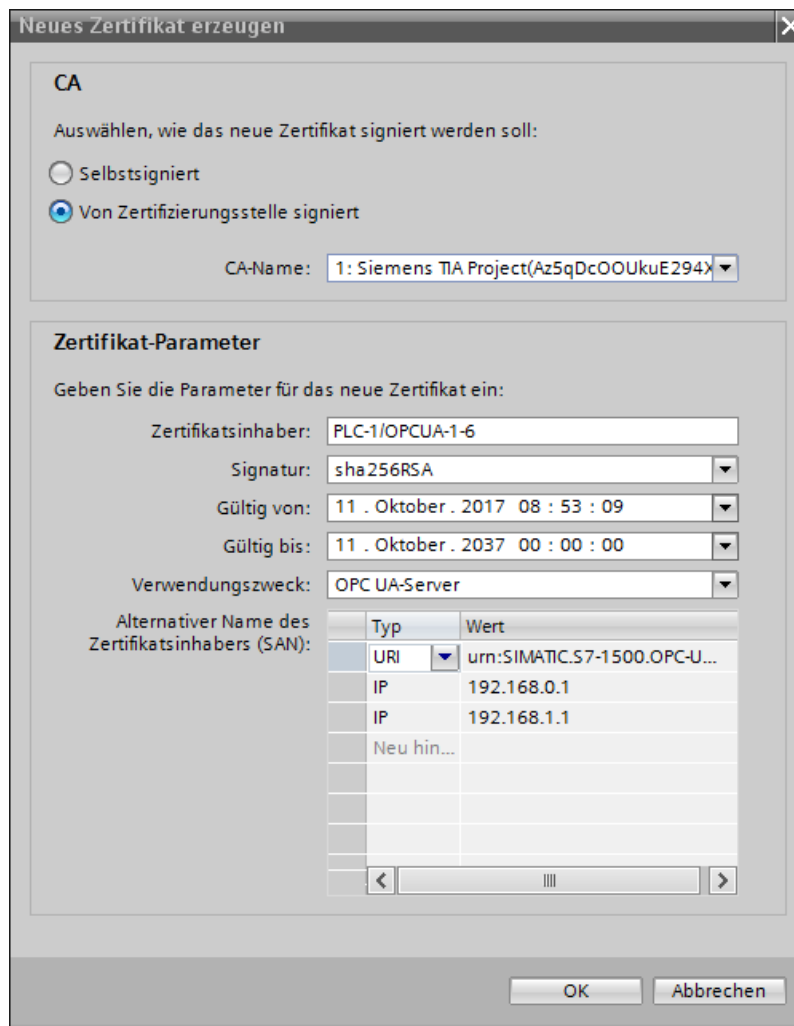 Neues Zertifikat erzeugen
CA
Auswählen, wie das neue Zertifikat signiert werden soll:
Selbstsigniert
Von Zertifizierungsstelle signiert
CA-Name: 1: Siemens TIA Project(Az5qDcOOUkuE294X
Zertifikat-Parameter
Geben Sie die Parameter für das neue Zertifikat ein:
Zertifikatsinhaber: PLC-1/OPCUA-1-6
Signatur: sha256RSA
Gültig von: 11 . Oktober . 2017 08 : 53 : 09
Gültig bis: 11 . Oktober . 2037 00 : 00 : 00
Verwendungszweck: OPC UA-Server
Alternativer Name des
Zertifikatsinhabers (SAN):
Typ Wert
URI urn:SIMATIC.S7-1500.OPC-U...
IP 192.168.0.1
IP 192.168.1.1
Neu hin...
OK Abbrechen